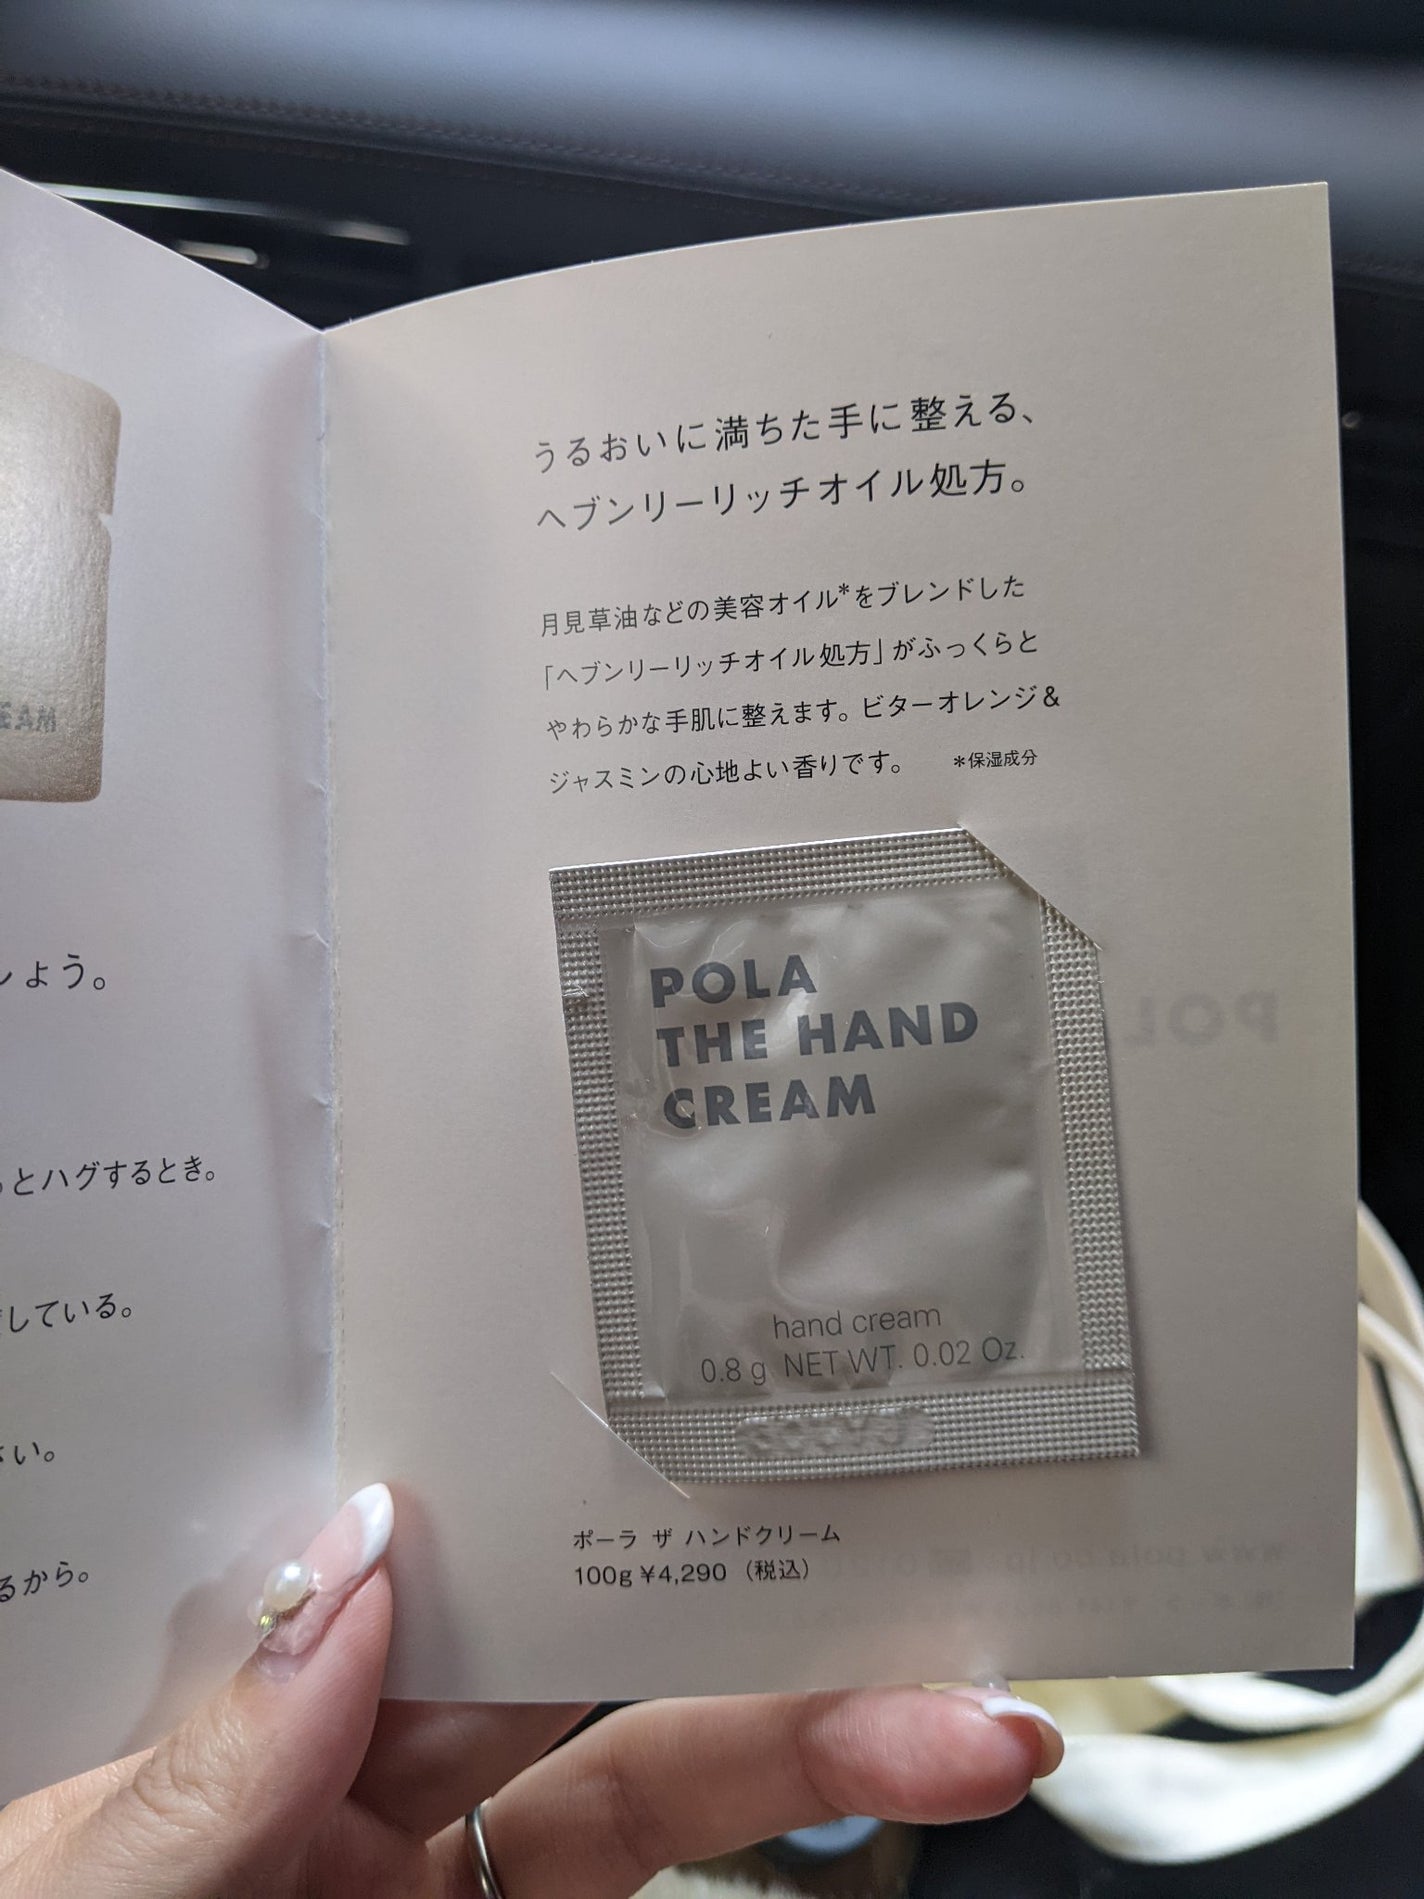 EAM
しょう。
とハグするとき。
している。
さい。
るから。
うるおいに満ちた手に整える、
ヘブンリーリッチオイル処方。
月見草油などの美容オイル*をブレンドした
「ヘブンリーリッチオイル処方」がふっくらと
やわらかな手肌に整えます。ビターオレンジ&
ジャスミンの心地よい香りです。 *保湿成分
POLA
THE HAND
CREAM
hand cream
0.8 g NET WT. 0.02 Oz.
ポーラ ザ ハンドクリーム
100g ¥4,290（税込）